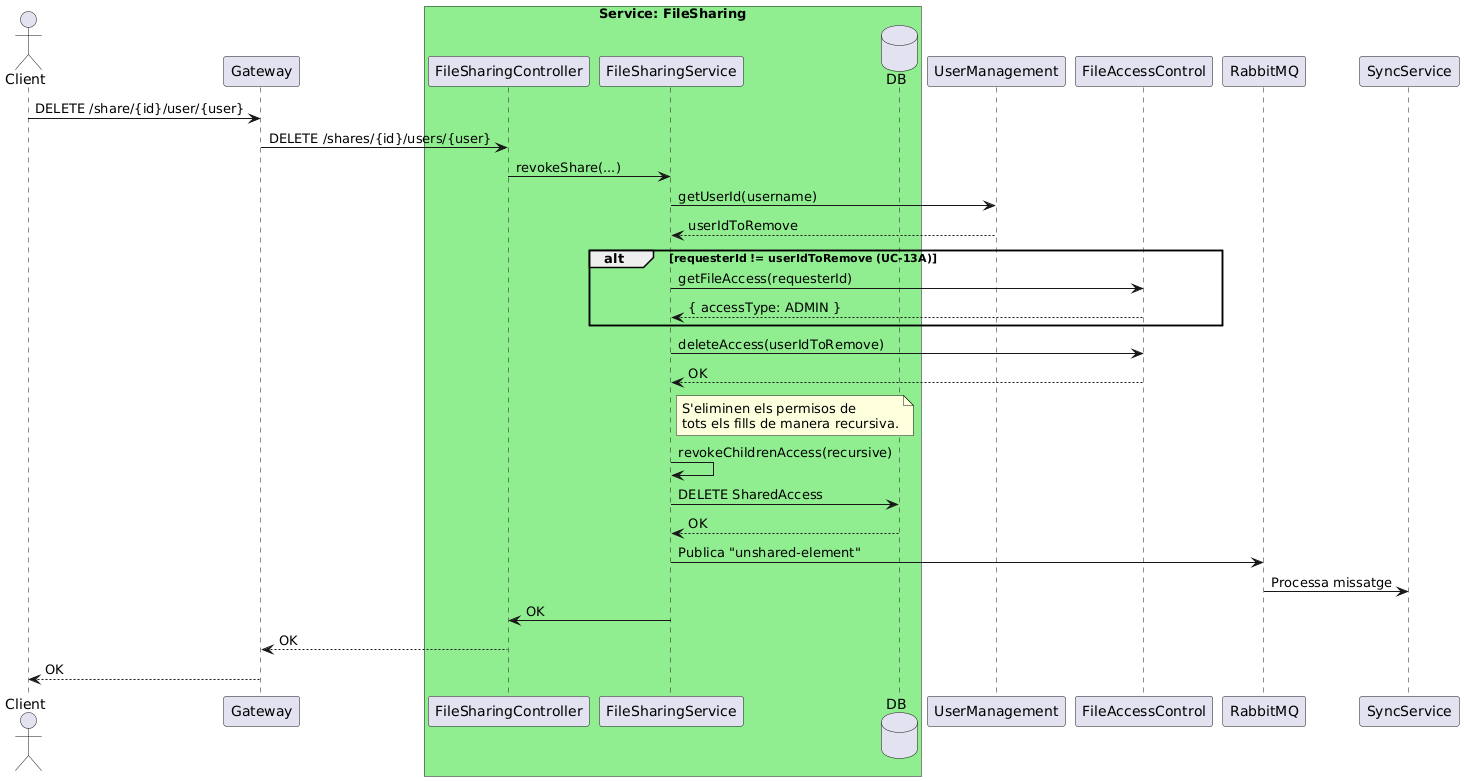 Service: FileSharing
Client
Gateway
FileSharingController
FileSharingService
DB
UserManagement
FileAccessControl
RabbitMQ
SyncService
DELETE /share/{id}/user/{user}
DELETE /shares/{id}/users/{user}
revokeShare(...)
getUserId(username)
userIdToRemove
alt
[requesterId != userIdToRemove (UC-13A)]
getFileAccess(requesterId)
{ accessType: ADMIN }
deleteAccess(userIdToRemove)
OK
S'eliminen els permisos de
tots els fills de manera recursiva.
revokeChildrenAccess(recursive)
DELETE SharedAccess
OK
Publica "unshared-element"
Processa missatge
OK
OK
OK
Client
Gateway
FileSharingController
FileSharingService
DB
UserManagement
FileAccessControl
RabbitMQ
SyncService